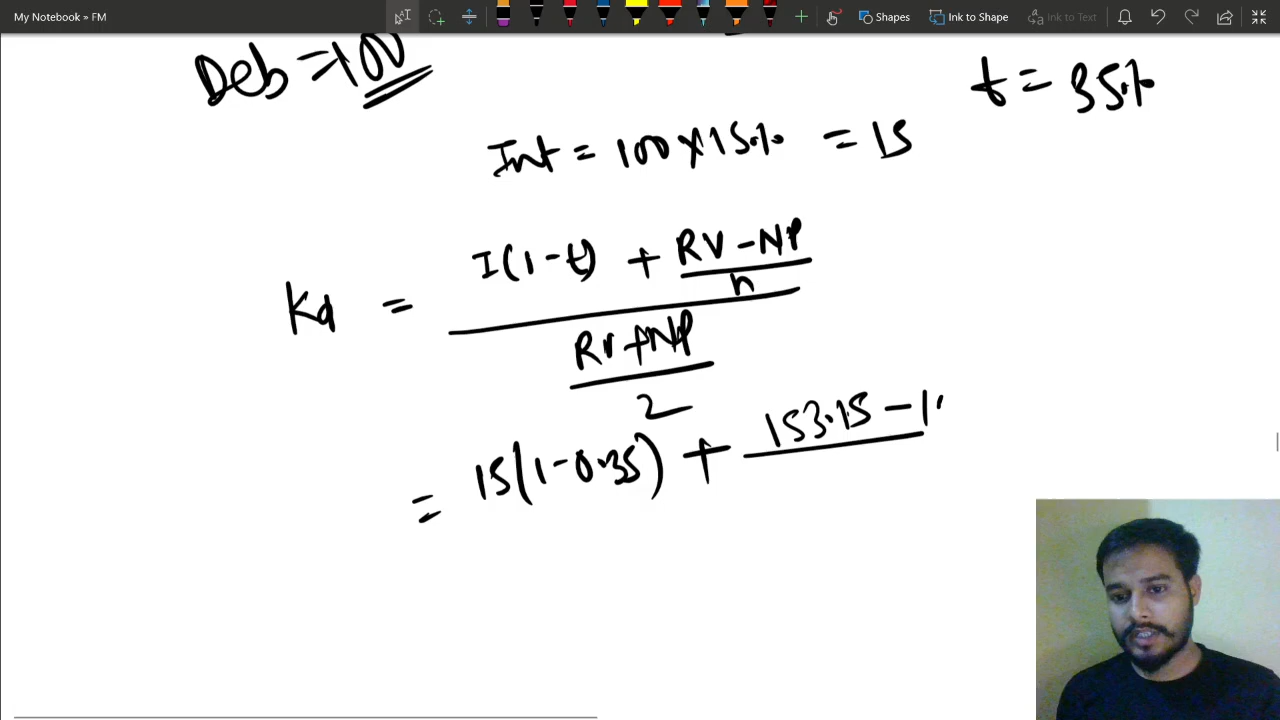 My Notebook » FM
Shapes
Ink to Shape
Ink to Text
Deb = 100
t = 35%
Int = 100 × 15% = 15
Kd = I(1-t) + RV - NP
n
RV + NP
2
= 15(1-0.35) + 153.15 - 1